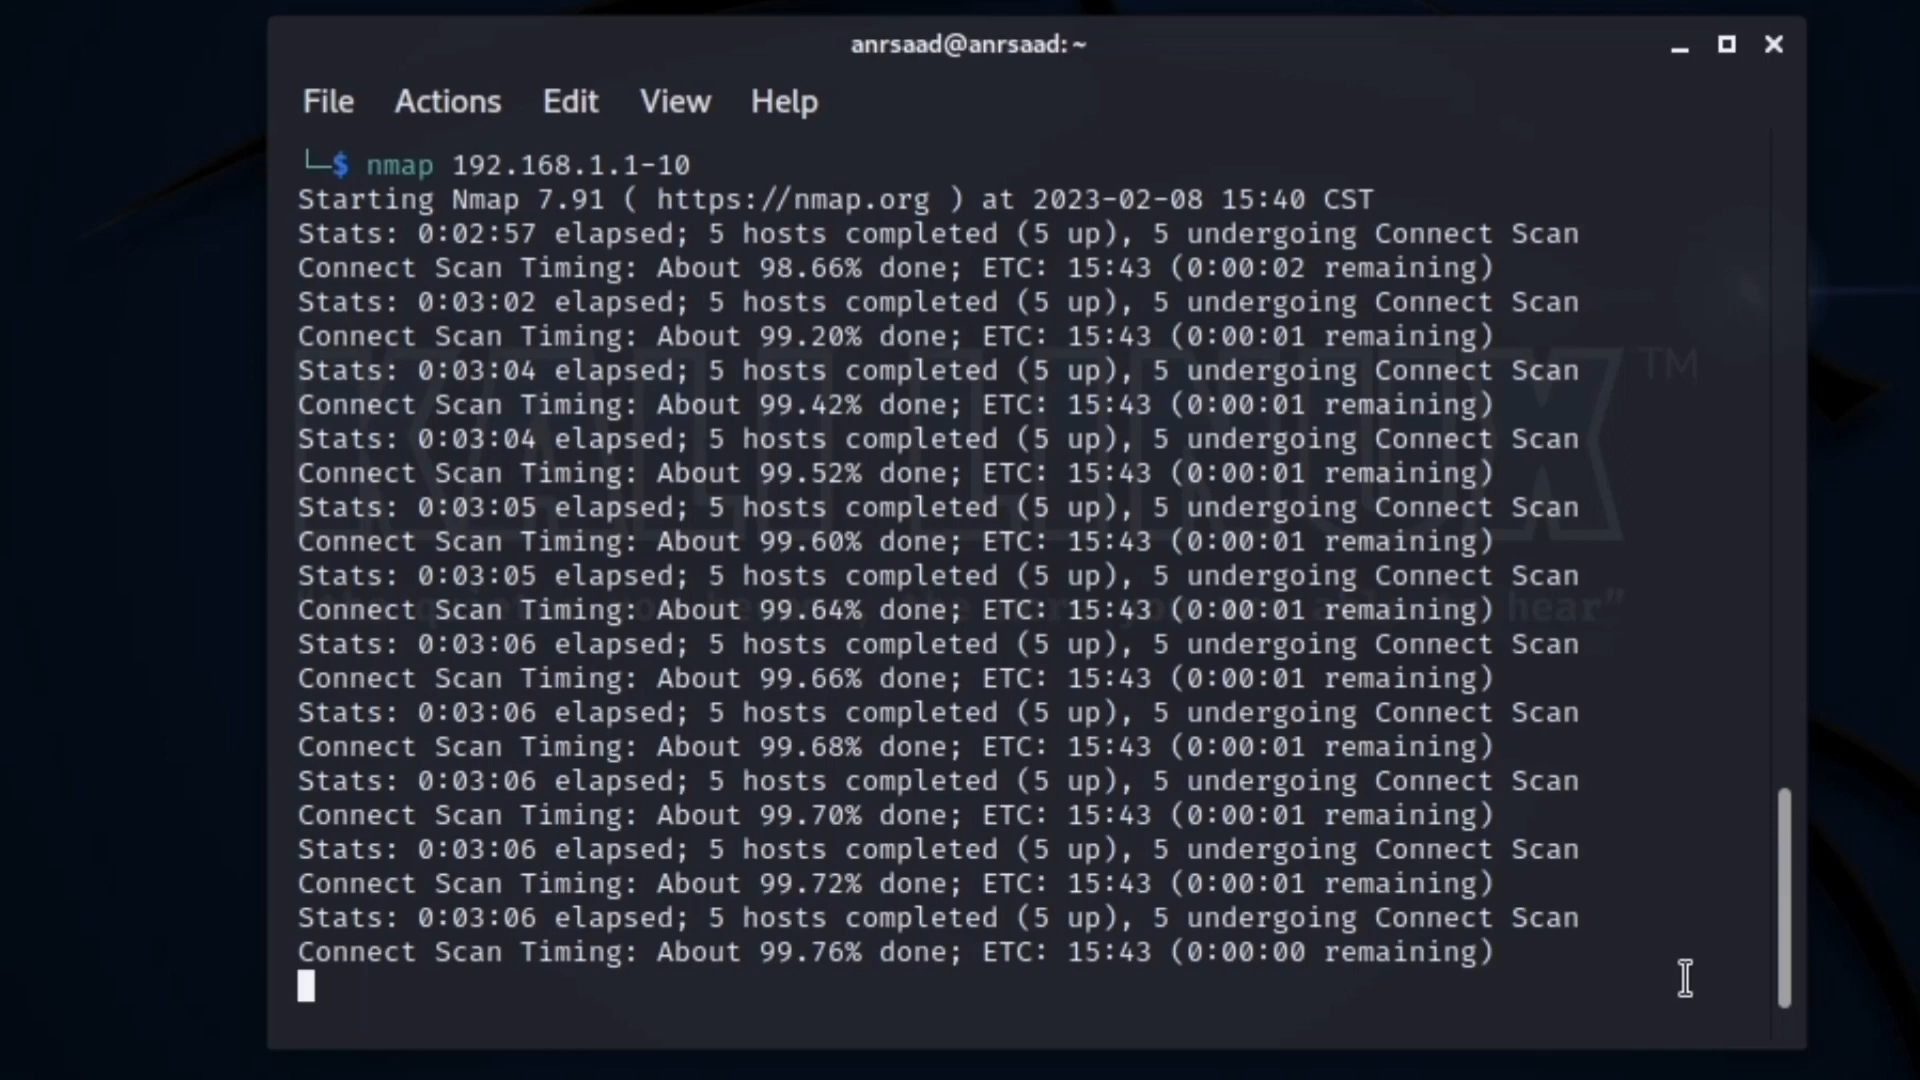 anrsaad@anrsaad:~
File Actions Edit View Help
└─$ nmap 192.168.1.1-10
Starting Nmap 7.91 ( https://nmap.org ) at 2023-02-08 15:40 CST
Stats: 0:02:57 elapsed; 5 hosts completed (5 up), 5 undergoing Connect Scan
Connect Scan Timing: About 98.66% done; ETC: 15:43 (0:00:02 remaining)
Stats: 0:03:02 elapsed; 5 hosts completed (5 up), 5 undergoing Connect Scan
Connect Scan Timing: About 99.20% done; ETC: 15:43 (0:00:01 remaining)
Stats: 0:03:04 elapsed; 5 hosts completed (5 up), 5 undergoing Connect Scan
Connect Scan Timing: About 99.42% done; ETC: 15:43 (0:00:01 remaining)
Stats: 0:03:04 elapsed; 5 hosts completed (5 up), 5 undergoing Connect Scan
Connect Scan Timing: About 99.52% done; ETC: 15:43 (0:00:01 remaining)
Stats: 0:03:05 elapsed; 5 hosts completed (5 up), 5 undergoing Connect Scan
Connect Scan Timing: About 99.60% done; ETC: 15:43 (0:00:01 remaining)
Stats: 0:03:05 elapsed; 5 hosts completed (5 up), 5 undergoing Connect Scan
Connect Scan Timing: About 99.64% done; ETC: 15:43 (0:00:01 remaining)
Stats: 0:03:06 elapsed; 5 hosts completed (5 up), 5 undergoing Connect Scan
Connect Scan Timing: About 99.66% done; ETC: 15:43 (0:00:01 remaining)
Stats: 0:03:06 elapsed; 5 hosts completed (5 up), 5 undergoing Connect Scan
Connect Scan Timing: About 99.68% done; ETC: 15:43 (0:00:01 remaining)
Stats: 0:03:06 elapsed; 5 hosts completed (5 up), 5 undergoing Connect Scan
Connect Scan Timing: About 99.70% done; ETC: 15:43 (0:00:01 remaining)
Stats: 0:03:06 elapsed; 5 hosts completed (5 up), 5 undergoing Connect Scan
Connect Scan Timing: About 99.72% done; ETC: 15:43 (0:00:01 remaining)
Stats: 0:03:06 elapsed; 5 hosts completed (5 up), 5 undergoing Connect Scan
Connect Scan Timing: About 99.76% done; ETC: 15:43 (0:00:00 remaining)
KALI LINUX™
hear”